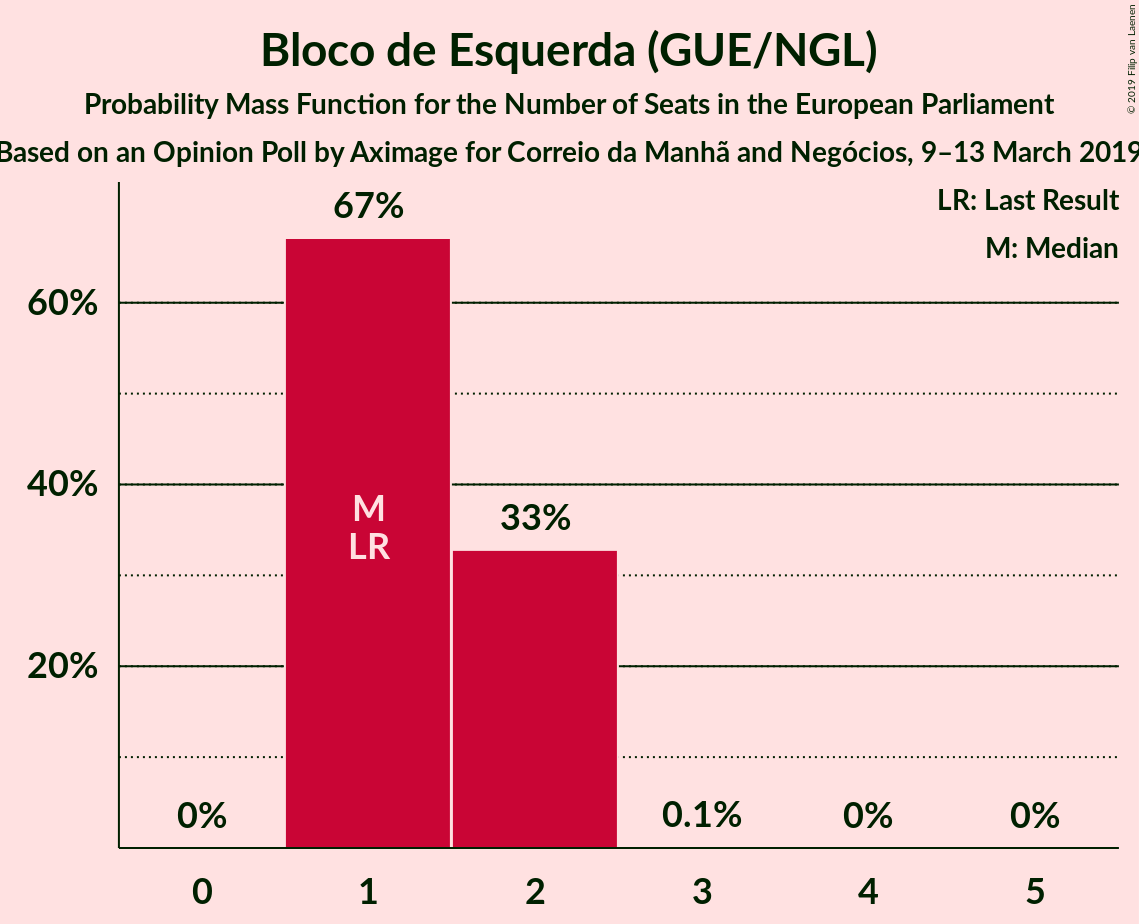 Bloco de Esquerda (GUE/NGL)
Probability Mass Function for the Number of Seats in the European Parliament
Based on an Opinion Poll by Aximage for Correio da Manhã and Negócios, 9–13 March 2019
© 2019 Filip van Laenen
LR: Last Result
M: Median
67%
60%
40%
M
LR
33%
20%
0%
0.1%
0%
0%
0
1
2
3
4
5